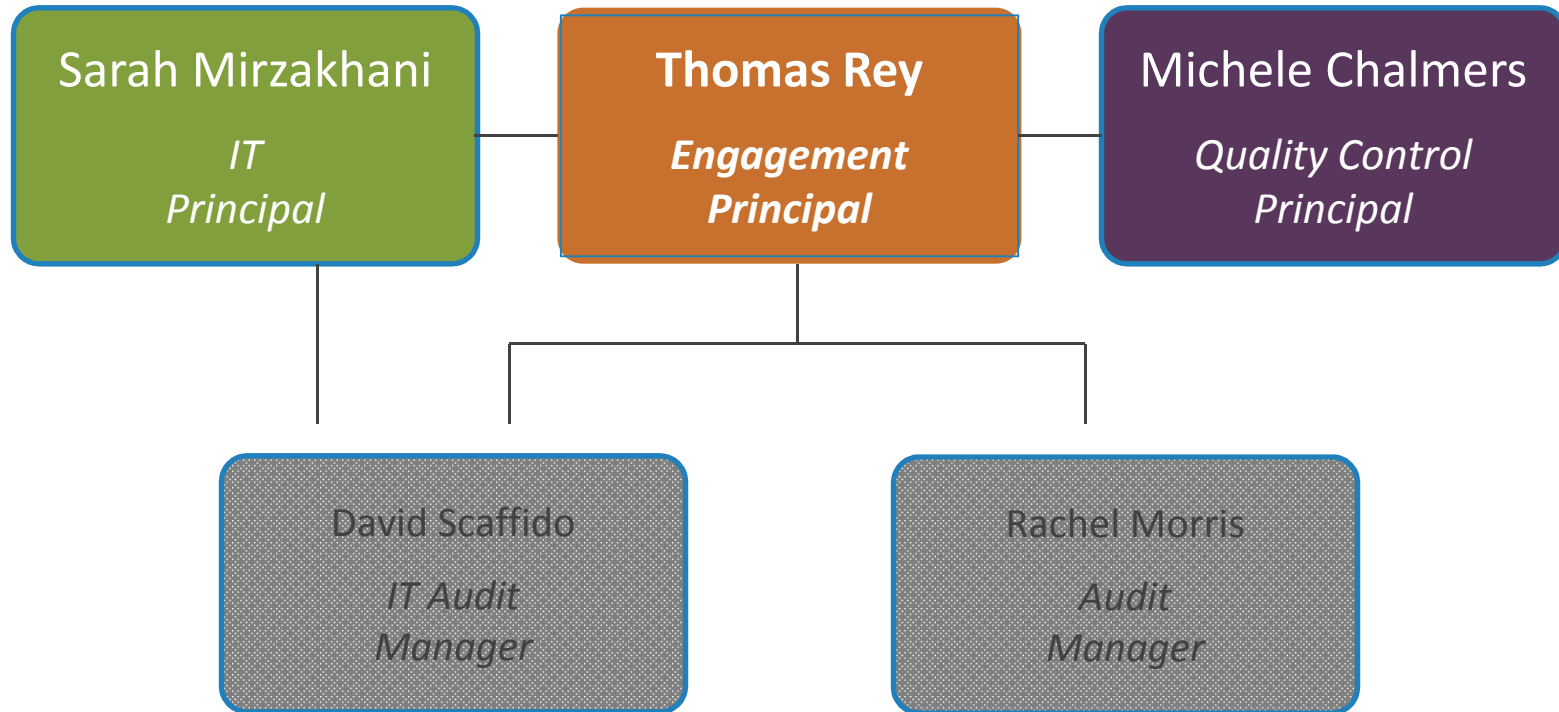 Sarah Mirzakhani
IT
Principal
Thomas Rey
Engagement
Principal
Michele Chalmers
Quality Control
Principal
David Scaffido
IT Audit
Manager
Rachel Morris
Audit
Manager